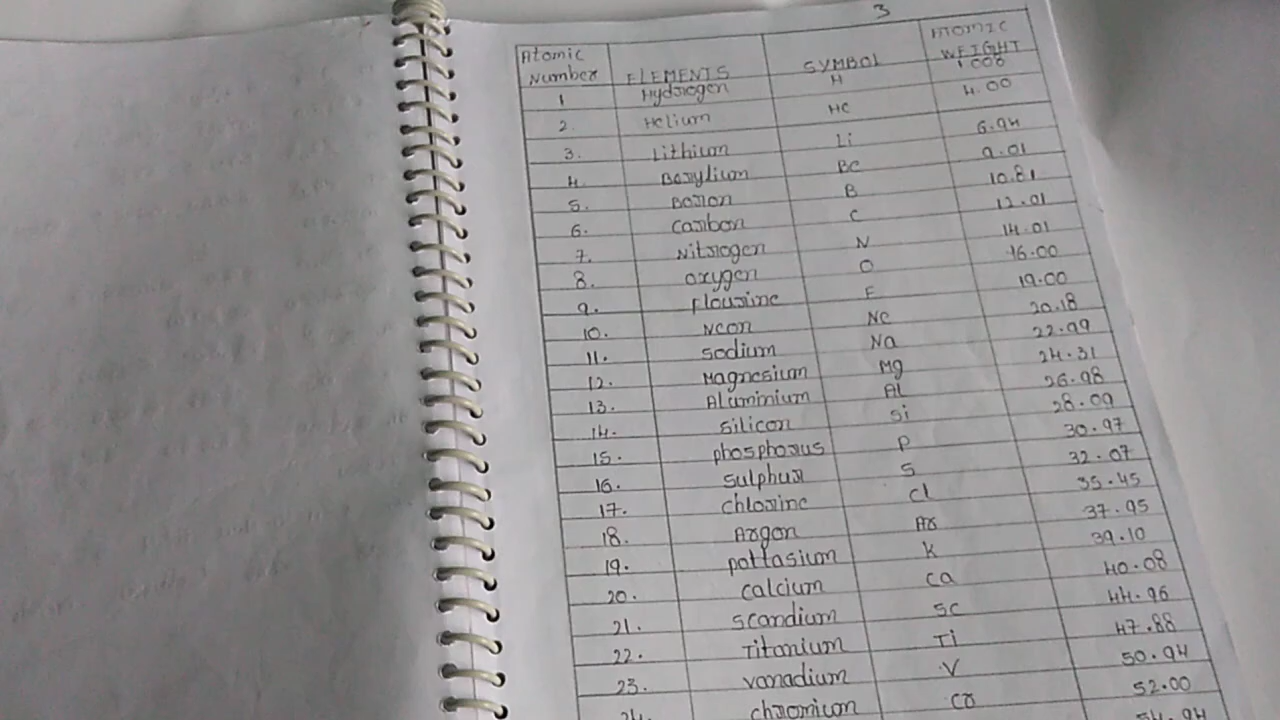 3
Atomic Number ELEMENTS SYMBOL ATOMIC WEIGHT
1 Hydrogen H 1.008
2. Helium He 4.00
3. Lithium Li 6.94
4. Berylium Be 9.01
5. Boron B 10.81
6. Carbon C 12.01
7. Nitrogen N 14.01
8. oxygen O 16.00
9. flourine F 19.00
10. Neon Ne 20.18
11. Sodium Na 22.99
12. Magnesium Mg 24.31
13. Aluminium Al 26.98
14. Silicon Si 28.09
15. phosphorus P 30.97
16. Sulphur S 32.07
17. chlorine Cl 35.45
18. Argon Ar 37.95
19. pottasium K 39.10
20. calcium Ca 40.08
21. Scandium Sc 44.96
22. Titanium Ti 47.88
23. vanadium V 50.94
24. chromium Cr 52.00
54.94